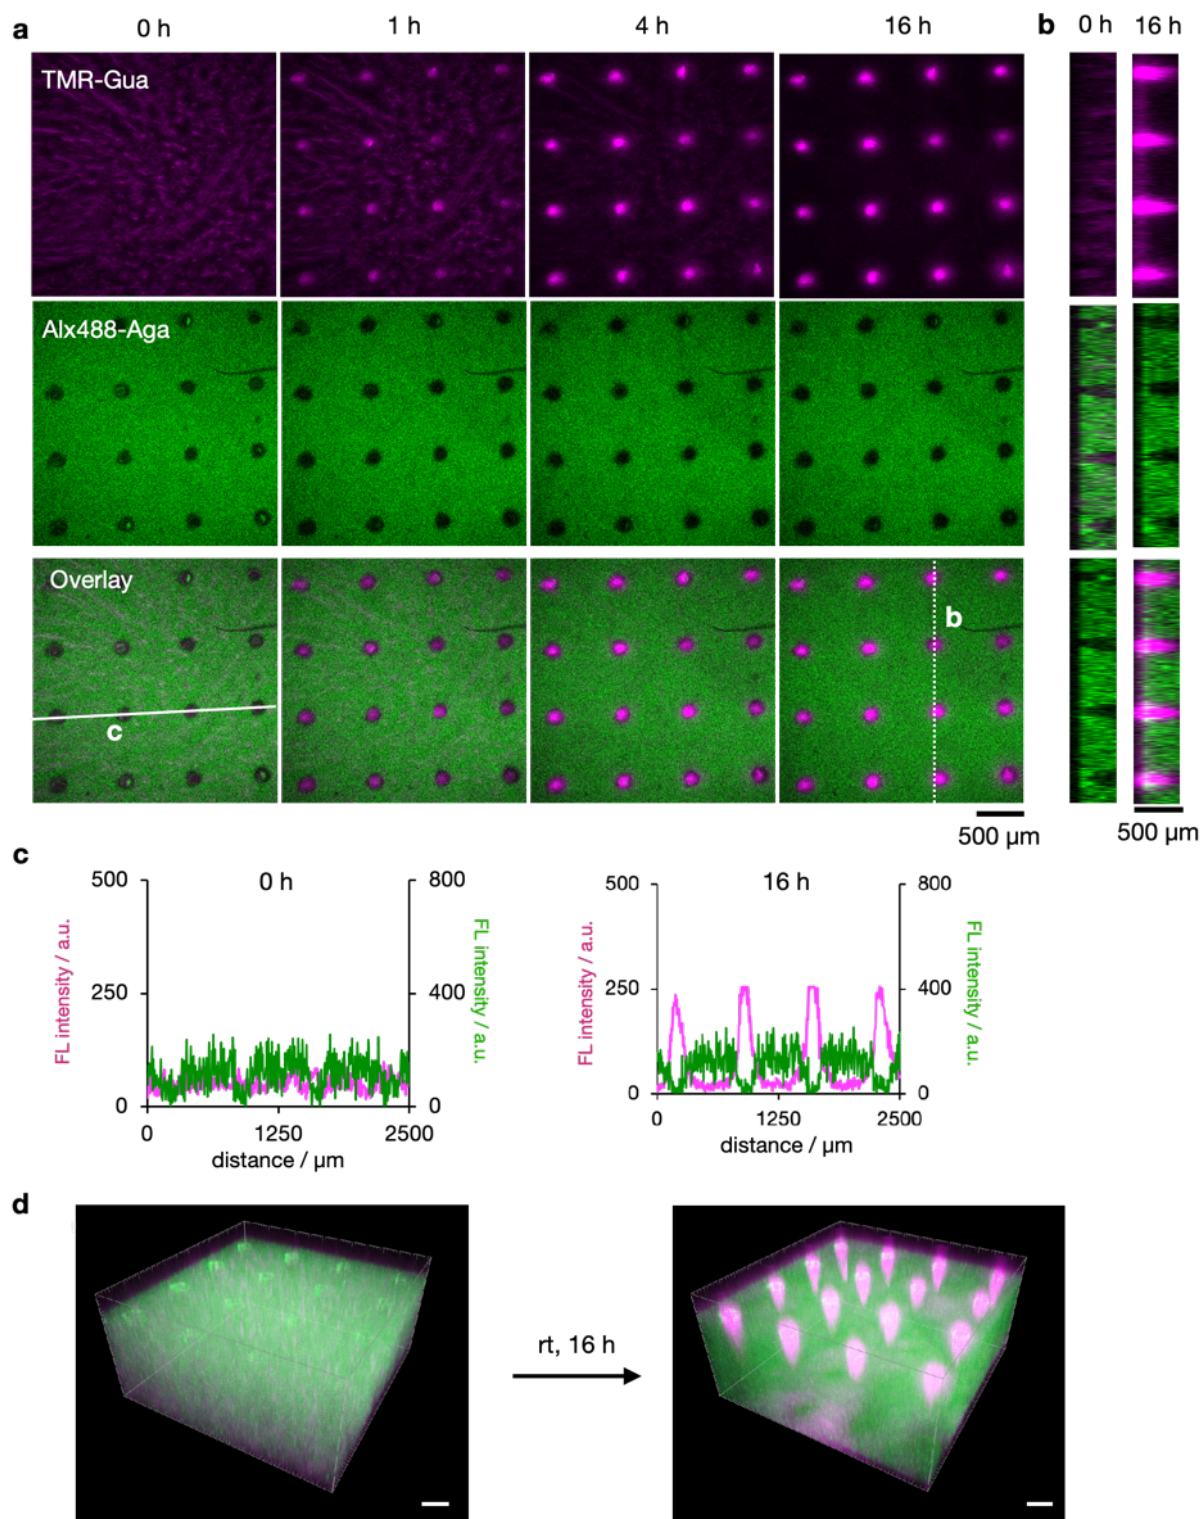 a 0 h 1 h 4 h 16 h b 0 h 16 h
TMR-Gua
Alx488-Aga
Overlay
b
c
500 µm 500 µm
c
0 h 16 h
500 800 500 800
FL intensity / a.u. FL intensity / a.u. FL intensity / a.u. FL intensity / a.u.
250 400 250 400
0 0 0 0
0 1250 2500 0 1250 2500
distance / µm distance / µm
d
rt, 16 h